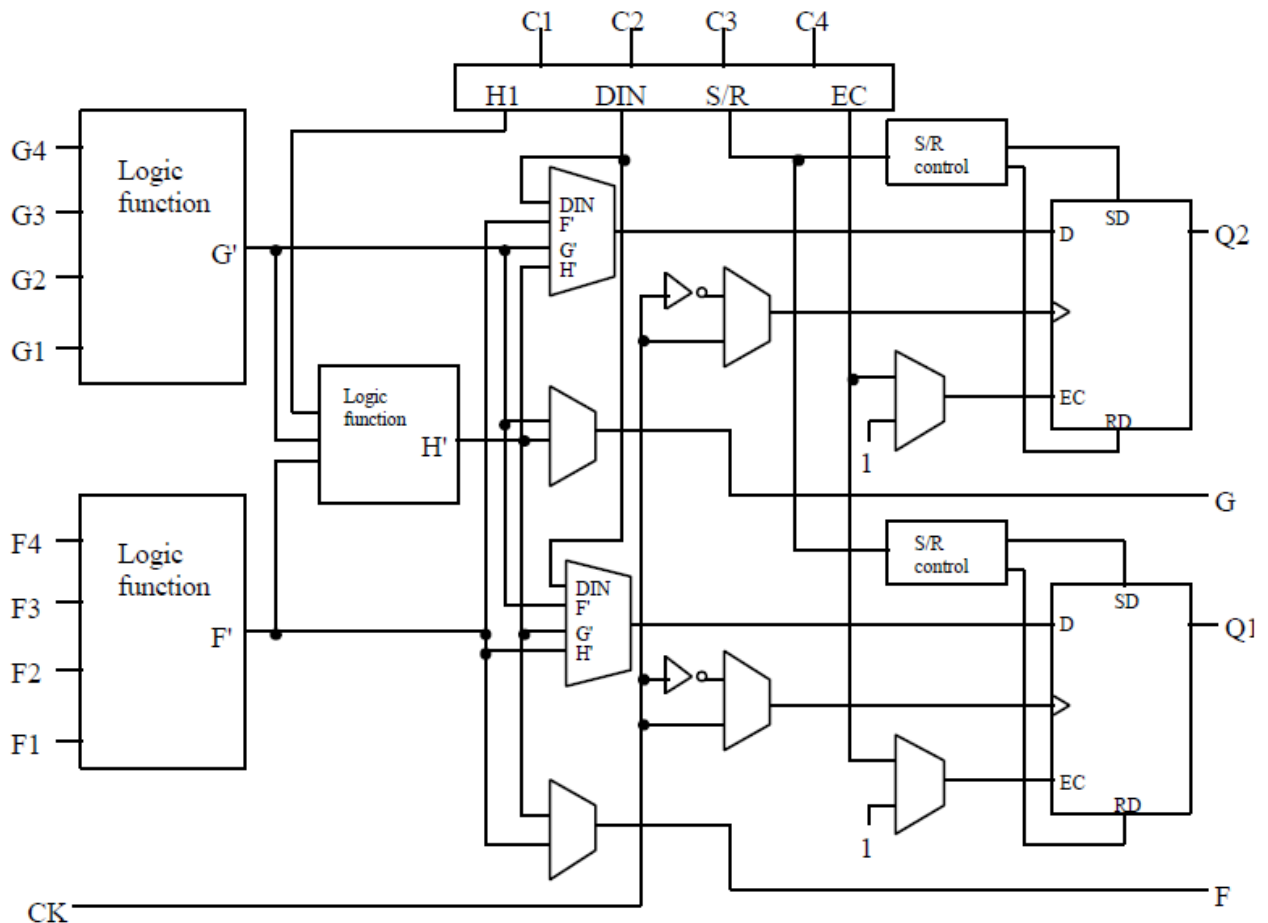 C1 C2 C3 C4
H1 DIN S/R EC
G4
G3
G2
G1
Logic
function
G'
S/R
control
DIN
F'
G'
H'
D
SD
EC
RD
Q2
1
Logic
function
H'
G
F4
F3
F2
F1
Logic
function
F'
S/R
control
DIN
F'
G'
H'
D
SD
EC
RD
Q1
1
F
CK